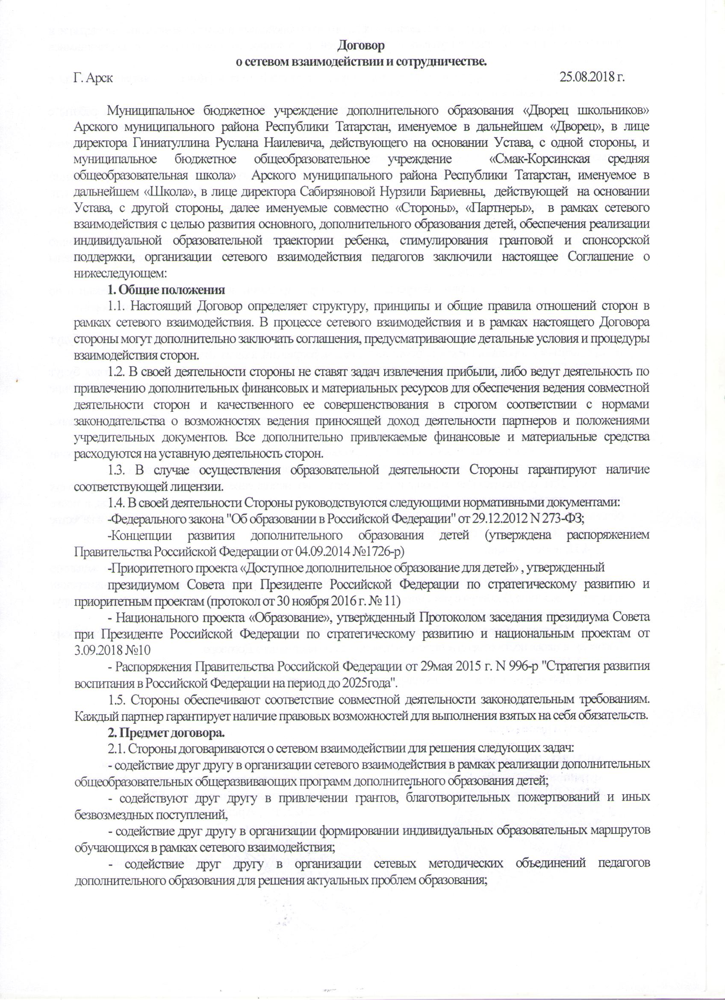 Договор
о сетевом взаимодействии и сотрудничестве.
Г. Арск 25.08.2018 г.
Муниципальное бюджетное учреждение дополнительного образования «Дворец школьников»
Арского муниципального района Республики Татарстан, именуемое в дальнейшем «Дворец», в лице
директора Гиниатуллина Руслана Наилевича, действующего на основании Устава, с одной стороны, и
муниципальное бюджетное общеобразовательное учреждение «Смак-Корсинская средняя
общеобразовательная школа» Арского муниципального района Республики Татарстан, именуемое в
дальнейшем «Школа», в лице директора Сабирзяновой Нурзили Бариевны, действующей на основании
Устава, с другой стороны, далее именуемые совместно «Стороны», «Партнеры», в рамках сетевого
взаимодействия с целью развития основного, дополнительного образования детей, обеспечения реализации
индивидуальной образовательной траектории ребенка, стимулирования грантовой и спонсорской
поддержки, организации сетевого взаимодействия педагогов заключили настоящее Соглашение о
нижеследующем:
1. Общие положения
1.1. Настоящий Договор определяет структуру, принципы и общие правила отношений сторон в
рамках сетевого взаимодействия. В процессе сетевого взаимодействия и в рамках настоящего Договора
стороны могут дополнительно заключать соглашения, предусматривающие детальные условия и процедуры
взаимодействия сторон.
1.2. В своей деятельности стороны не ставят задач извлечения прибыли, либо ведут деятельность по
привлечению дополнительных финансовых и материальных ресурсов для обеспечения ведения совместной
деятельности сторон и качественного ее совершенствования в строгом соответствии с нормами
законодательства о возможностях ведения приносящей доход деятельности партнеров и положениями
учредительных документов. Все дополнительно привлекаемые финансовые и материальные средства
расходуются на уставную деятельность сторон.
1.3. В случае осуществления образовательной деятельности Стороны гарантируют наличие
соответствующей лицензии.
1.4. В своей деятельности Стороны руководствуются следующими нормативными документами:
-Федерального закона "Об образовании в Российской Федерации" от 29.12.2012 N 273-ФЗ;
-Концепции развития дополнительного образования детей (утверждена распоряжением
Правительства Российской Федерации от 04.09.2014 №1726-р)
-Приоритетного проекта «Доступное дополнительное образование для детей» , утвержденный
президиумом Совета при Президенте Российской Федерации по стратегическому развитию и
приоритетным проектам (протокол от 30 ноября 2016 г. № 11)
- Национального проекта «Образование», утвержденный Протоколом заседания президиума Совета
при Президенте Российской Федерации по стратегическому развитию и национальным проектам от
3.09.2018 №10
- Распоряжения Правительства Российской Федерации от 29мая 2015 г. N 996-р "Стратегия развития
воспитания в Российской Федерации на период до 2025года".
1.5. Стороны обеспечивают соответствие совместной деятельности законодательным требованиям.
Каждый партнер гарантирует наличие правовых возможностей для выполнения взятых на себя обязательств.
2. Предмет договора.
2.1. Стороны договариваются о сетевом взаимодействии для решения следующих задач:
- содействие друг другу в организации сетевого взаимодействия в рамках реализации дополнительных
общеобразовательных общеразвивающих программ дополнительного образования детей;
- содействуют друг другу в привлечении грантов, благотворительных пожертвований и иных
безвозмездных поступлений,
- содействие друг другу в организации формировании индивидуальных образовательных маршрутов
обучающихся в рамках сетевого взаимодействия;
- содействие друг другу в организации сетевых методических объединений педагогов
дополнительного образования для решения актуальных проблем образования;